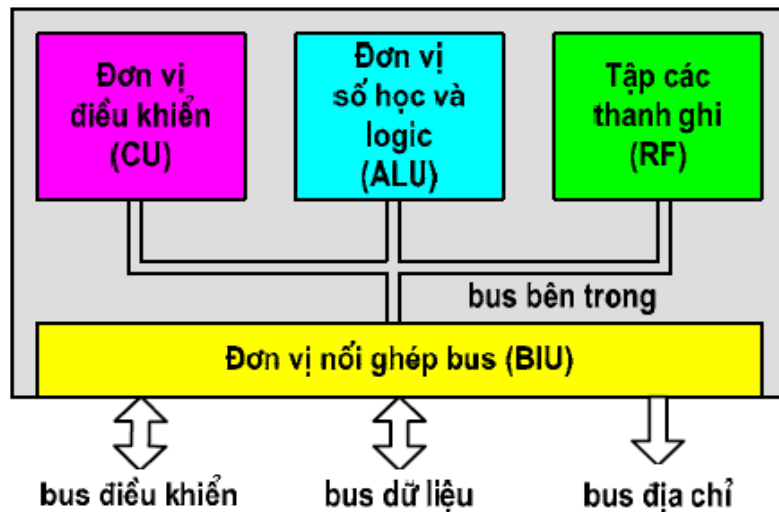 Đơn vị
điều khiển
(CU)
Đơn vị
số học và
logic
(ALU)
Tập các
thanh ghi
(RF)
bus bên trong
Đơn vị nối ghép bus (BIU)
bus điều khiển
bus dữ liệu
bus địa chỉ